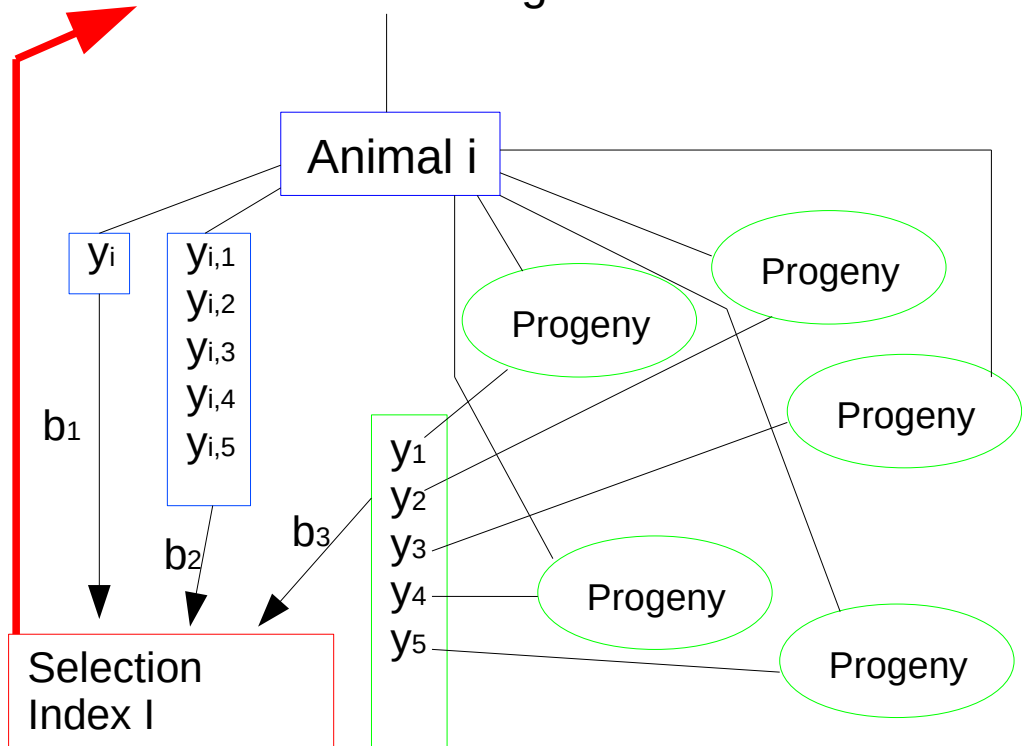 Animal i
yi
yi,1
yi,2
yi,3
yi,4
yi,5
b1
b2
b3
y1
y2
y3
y4
y5
Progeny
Progeny
Progeny
Progeny
Progeny
Selection
Index I